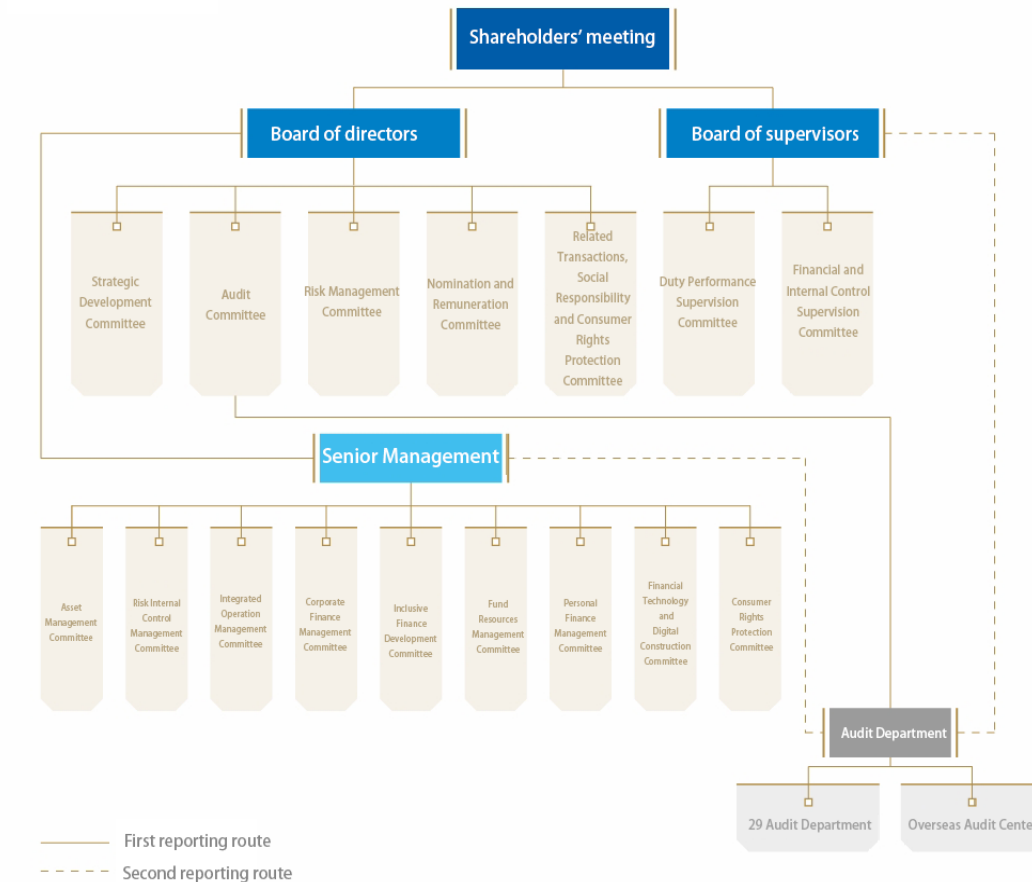 Shareholders' meeting
Board of directors
Board of supervisors
Strategic
Development
Committee
Audit
Committee
Risk Management
Committee
Nomination and
Remuneration
Committee
Related
Transactions,
Social
Responsibility
and Consumer
Rights
Protection
Committee
Duty Performance
Supervision
Committee
Financial and
Internal Control
Supervision
Committee
Senior Management
Asset
Management
Committee
Risk Internal
Control
Management
Committee
Integrated
Operation
Management
Committee
Corporate
Finance
Management
Committee
Inclusive
Finance
Development
Committee
Fund
Resources
Management
Committee
Personal
Finance
Management
Committee
Financial
Technology
and
Digital
Construction
Committee
Consumer
Rights
Protection
Committee
Audit Department
29 Audit Department
Overseas Audit Cente
First reporting route
Second reporting route